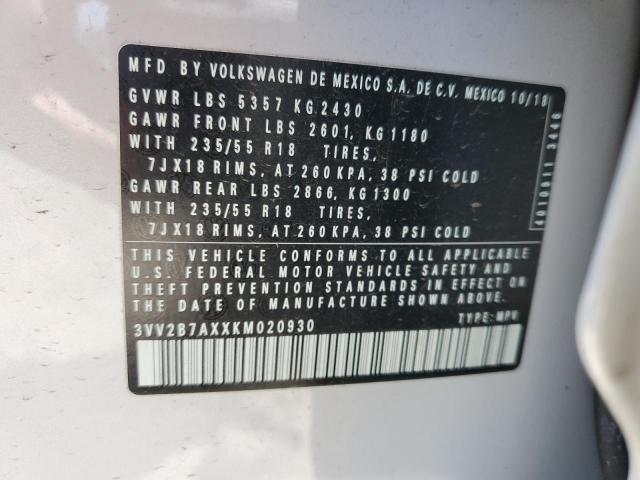 MFD BY VOLKSWAGEN DE MEXICO S.A. DE C.V. MEXICO 10/18
GVWR LBS 5357 KG 2430
GAWR FRONT LBS 2601, KG 1180
WITH 235/55 R18 TIRES,
7JX18 RIMS, AT 260 KPA, 38 PSI COLD
GAWR REAR LBS 2866, KG 1300
WITH 235/55 R18 TIRES,
7JX18 RIMS, AT 260 KPA, 38 PSI COLD
4010911 3440
THIS VEHICLE CONFORMS TO ALL APPLICABLE
U.S. FEDERAL MOTOR VEHICLE SAFETY AND
THEFT PREVENTION STANDARDS IN EFFECT ON
THE DATE OF MANUFACTURE SHOWN ABOVE.
3VV2B7AXXKM020930 TYPE: MPV